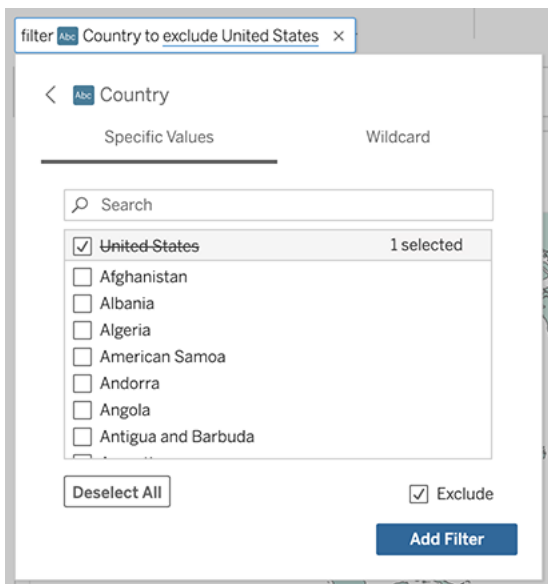 filter Abc Country to exclude United States ×
Abc Country
Specific Values Wildcard
Search
United States 1 selected
Afghanistan
Albania
Algeria
American Samoa
Andorra
Angola
Antigua and Barbuda
Deselect All Exclude
Add Filter